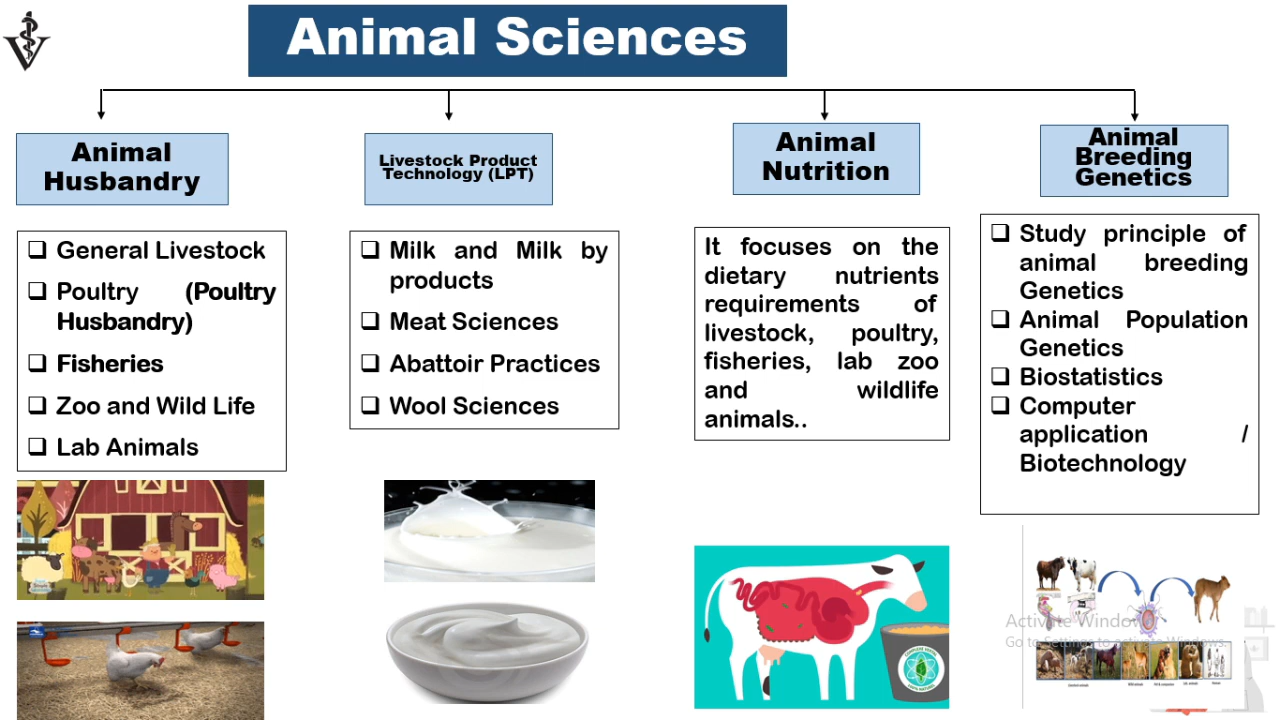 Animal Sciences
Animal
Husbandry
Livestock Product
Technology (LPT)
Animal
Nutrition
Animal
Breeding
Genetics
General Livestock
Poultry (Poultry
Husbandry)
Fisheries
Zoo and Wild Life
Lab Animals
Milk and Milk by
products
Meat Sciences
Abattoir Practices
Wool Sciences
It focuses on the
dietary nutrients
requirements of
livestock, poultry,
fisheries, lab zoo
and wildlife
animals..
Study principle of
animal breeding
Genetics
Animal Population
Genetics
Biostatistics
Computer
application /
Biotechnology
Activate Windows
Go to Settings to activate Windows.